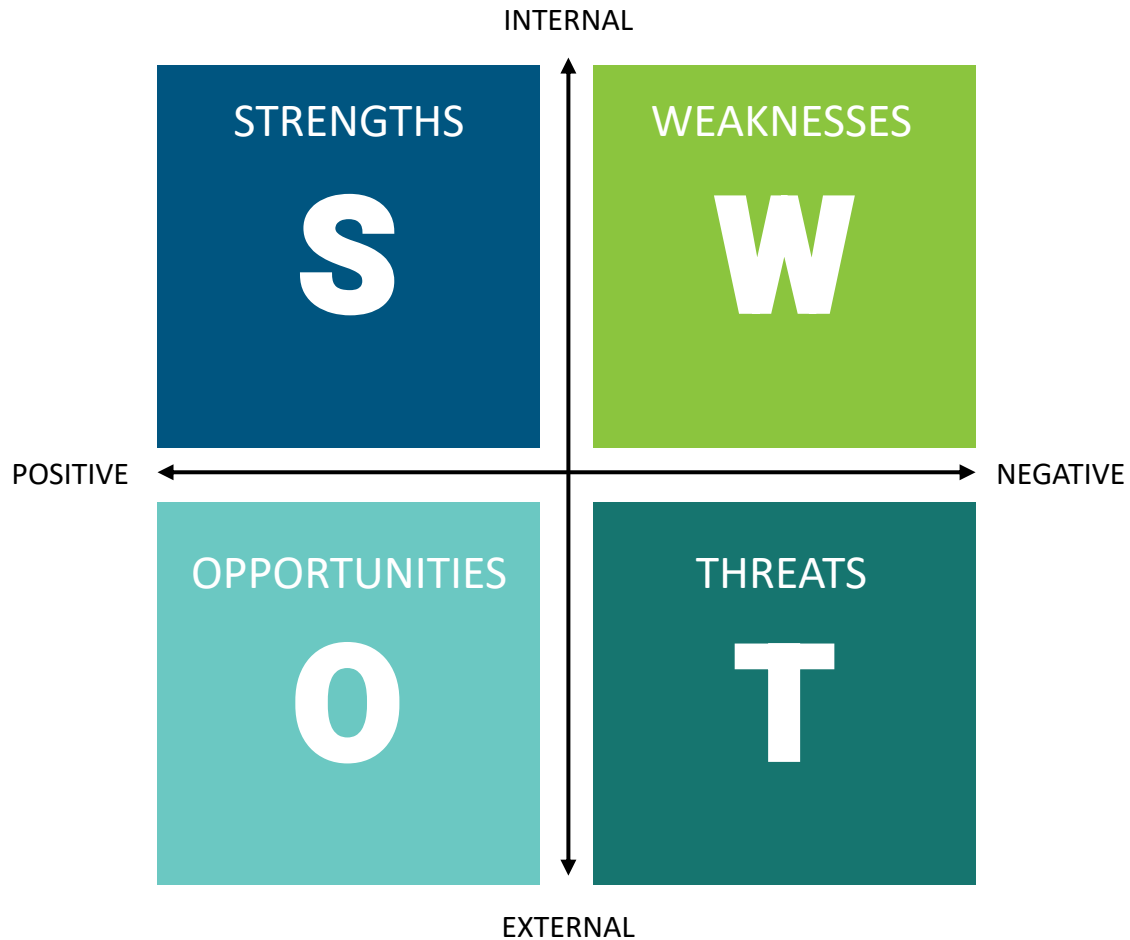 INTERNAL
STRENGTHS
S
WEAKNESSES
W
POSITIVE
NEGATIVE
OPPORTUNITIES
O
THREATS
T
EXTERNAL